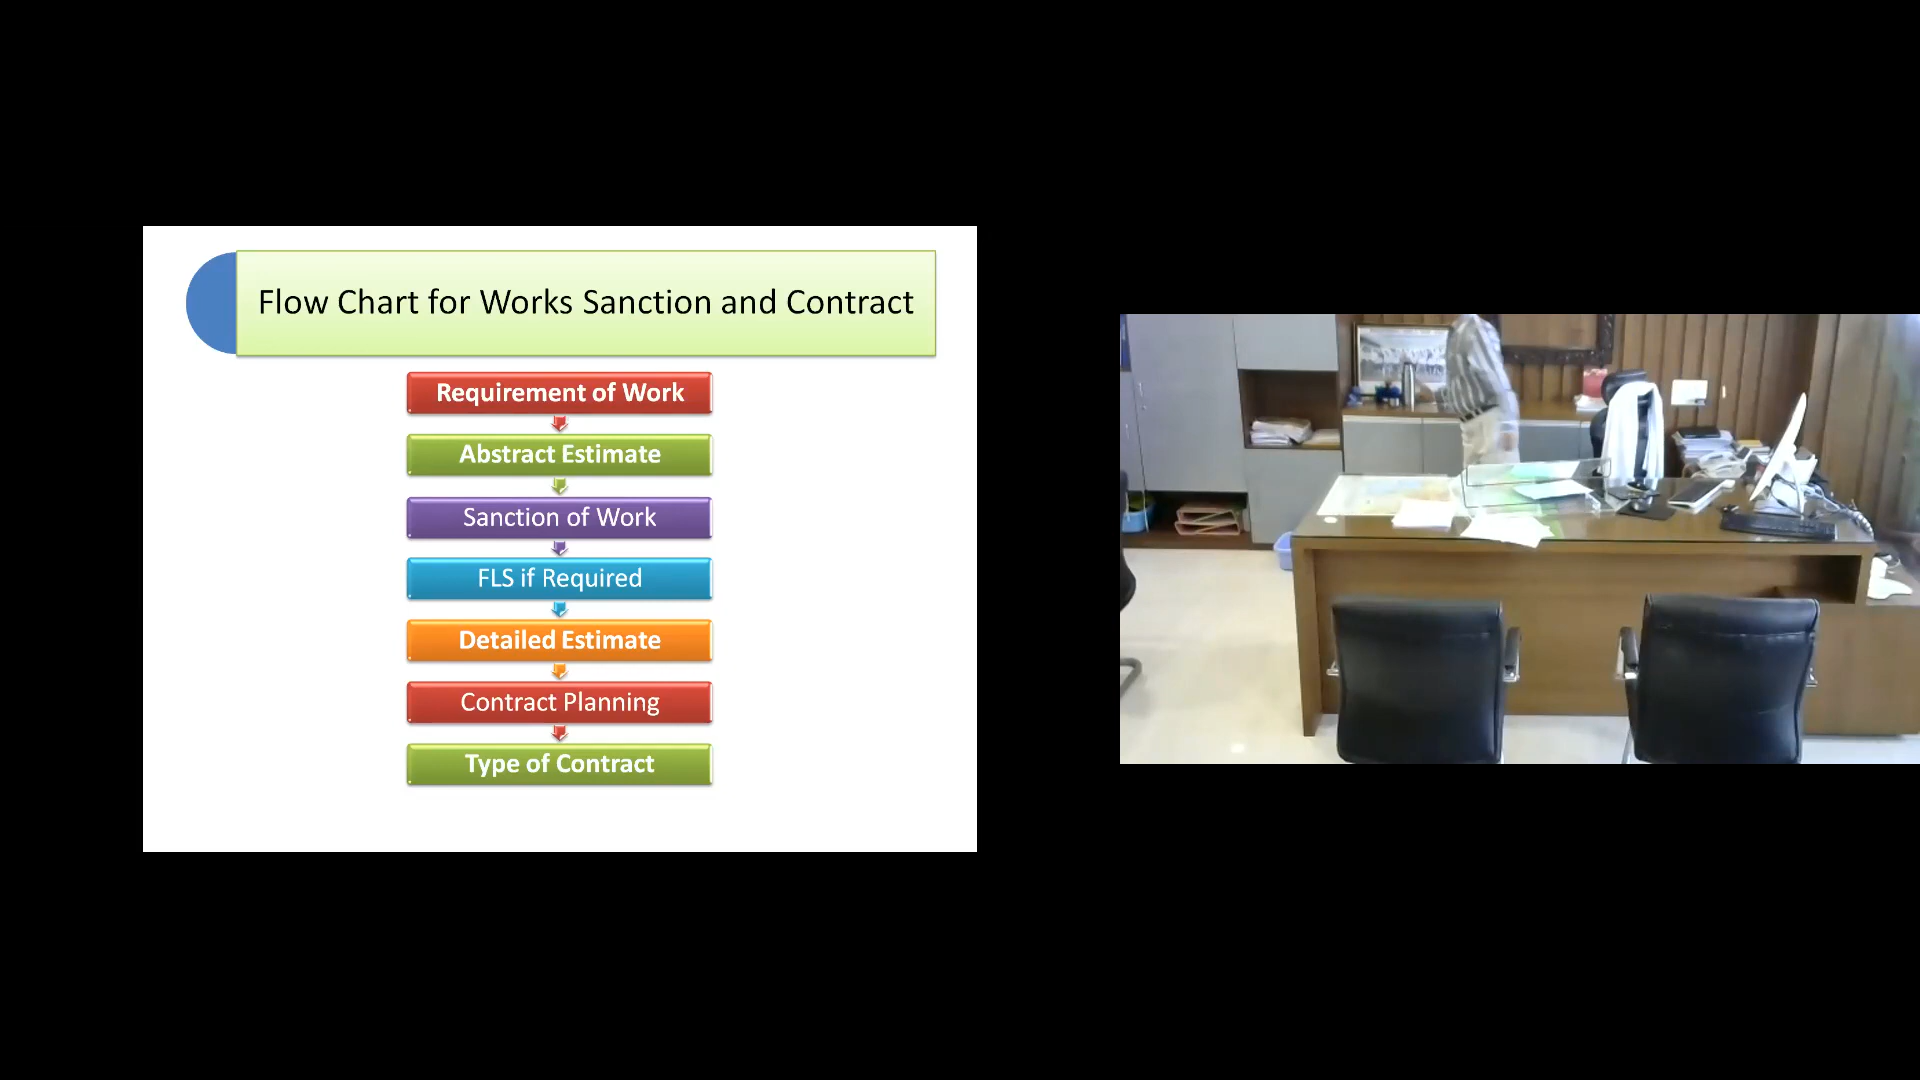 Flow Chart for Works Sanction and Contract
Requirement of Work
Abstract Estimate
Sanction of Work
FLS if Required
Detailed Estimate
Contract Planning
Type of Contract